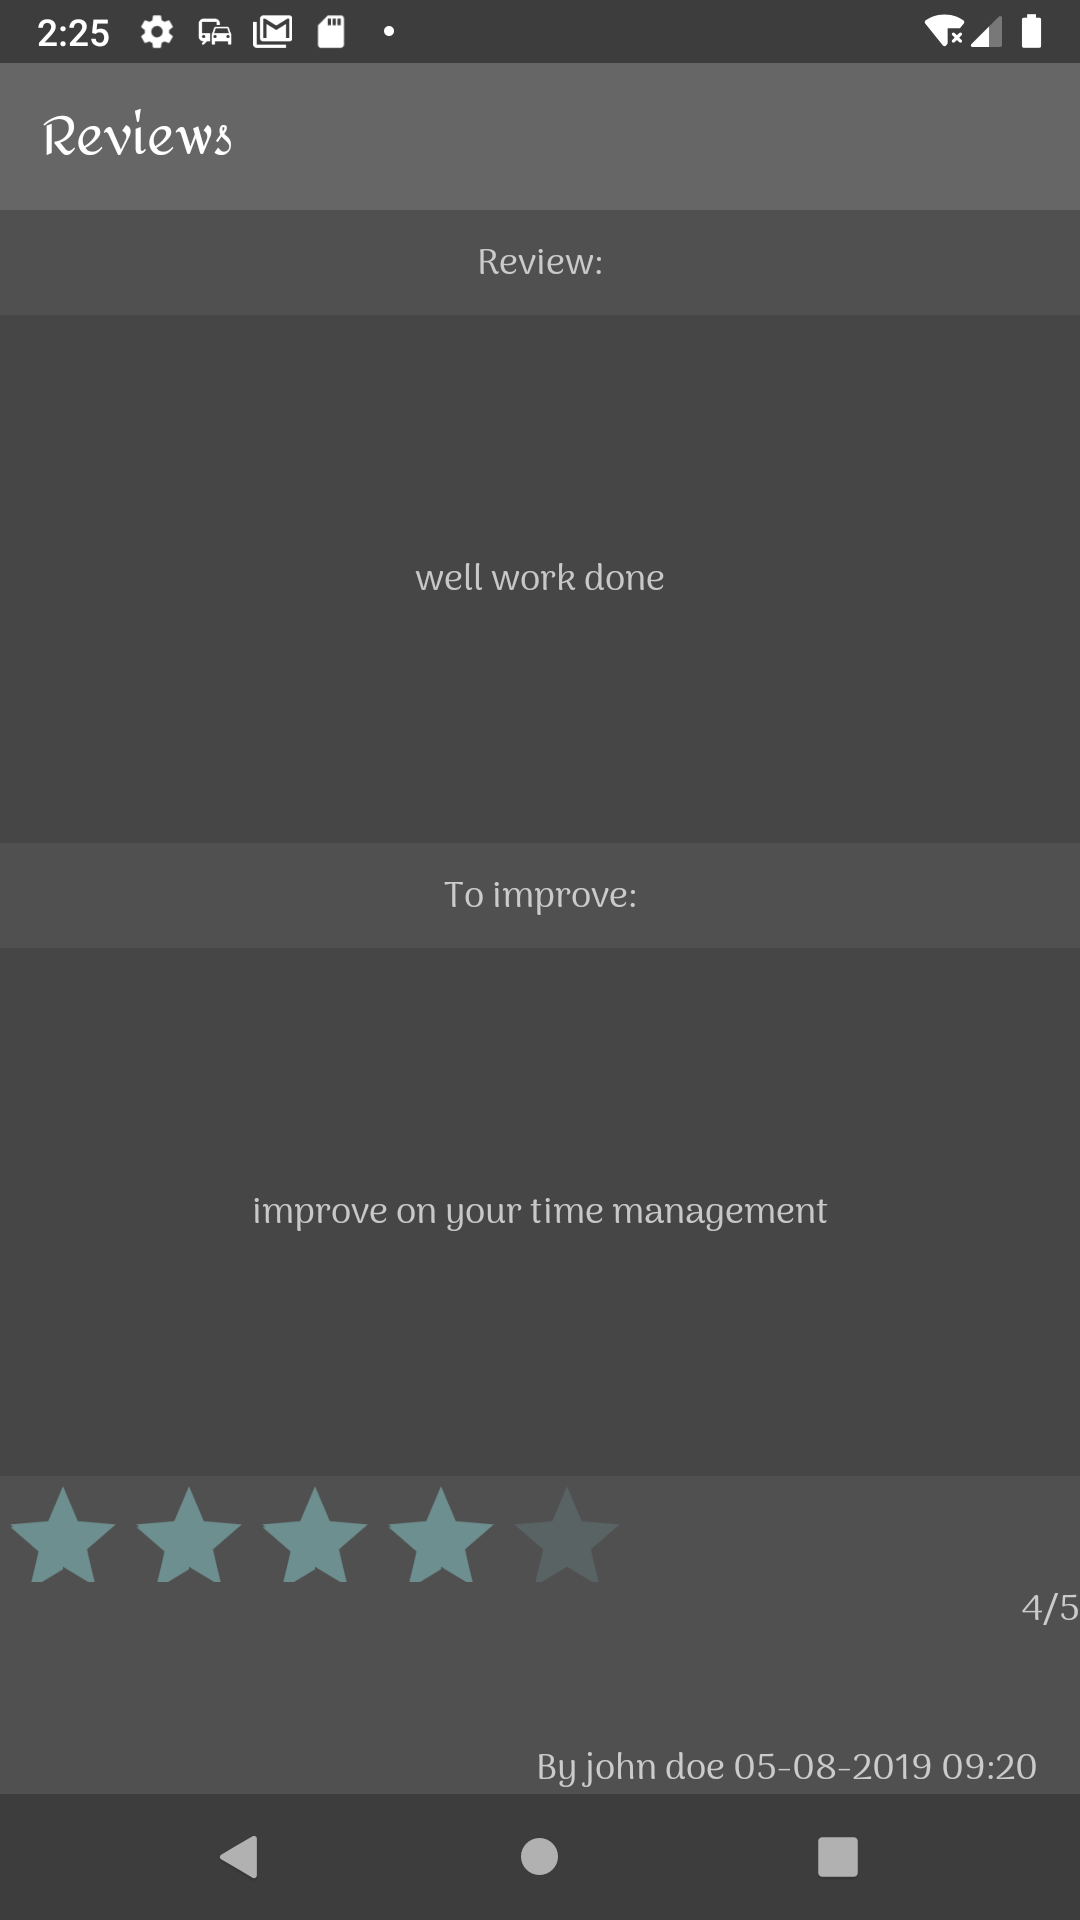 2:25
Reviews
Review:
well work done
To improve:
improve on your time management
4/5
By john doe 05-08-2019 09:20